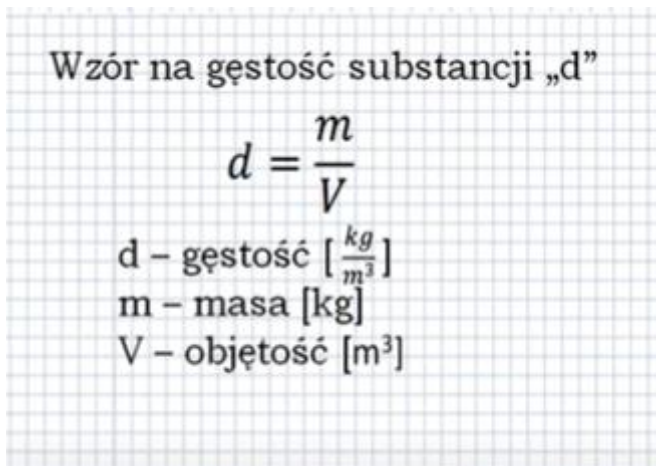 Wzór na gęstość substancji „d”
d = m/V
d – gęstość [kg/m³]
m – masa [kg]
V – objętość [m³]